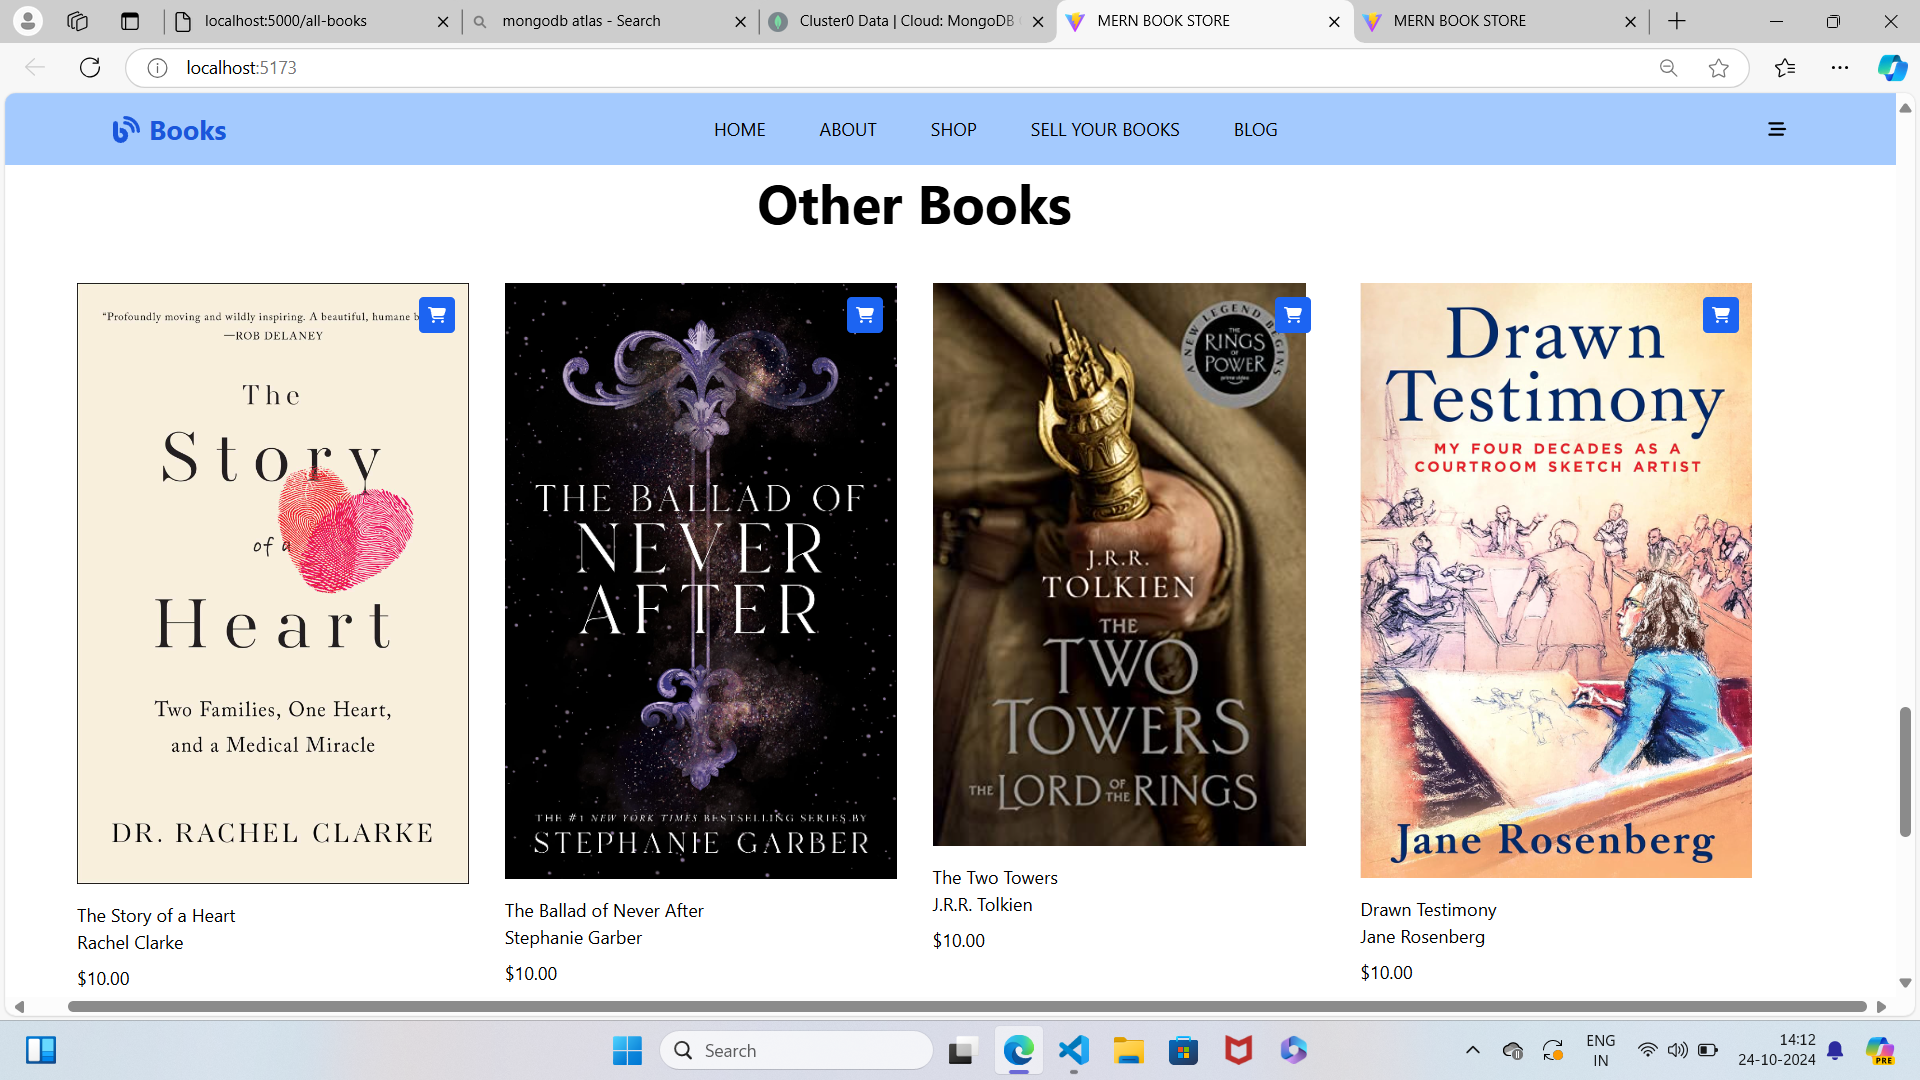 localhost:5000/all-books
mongodb atlas - Search
Cluster0 Data | Cloud: MongoDB
MERN BOOK STORE
MERN BOOK STORE
localhost:5173
Books
HOME
ABOUT
SHOP
SELL YOUR BOOKS
BLOG
Other Books
“Profoundly moving and wildly inspiring. A beautiful, humane
—ROB DELANEY
The
Story
of a
Heart
Two Families, One Heart,
and a Medical Miracle
DR. RACHEL CLARKE
The Story of a Heart
Rachel Clarke
$10.00
THE BALLAD OF
NEVER
AFTER
THE #1 NEW YORK TIMES BESTSELLING SERIES BY
STEPHANIE GARBER
The Ballad of Never After
Stephanie Garber
$10.00
A NEW LEGEND BEGINS
THE
RINGS
OF
POWER
prime video
J.R.R.
TOLKIEN
THE
TWO
TOWERS
THE LORD OF THE RINGS
The Two Towers
J.R.R. Tolkien
$10.00
Drawn
Testimony
MY FOUR DECADES AS A
COURTROOM SKETCH ARTIST
Jane Rosenberg
Drawn Testimony
Jane Rosenberg
$10.00
Search
ENG
IN
14:12
24-10-2024
PRE